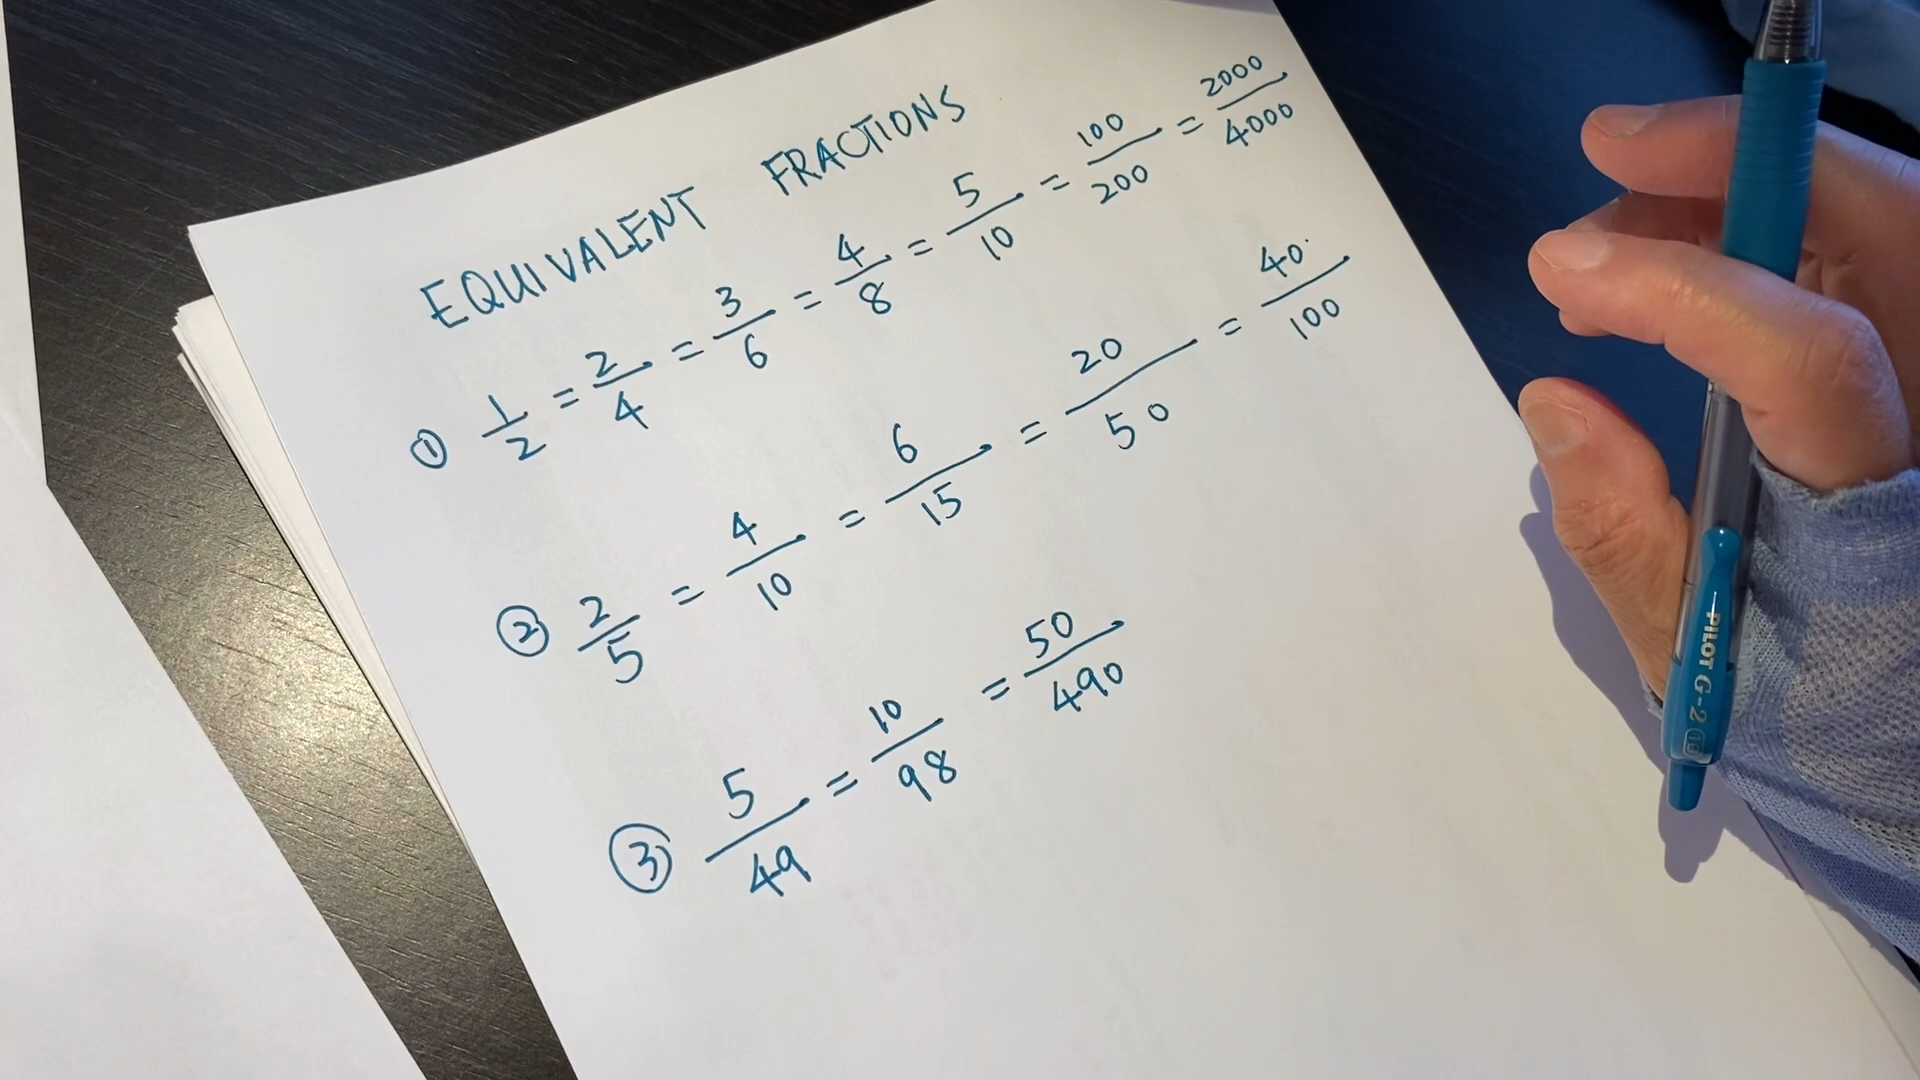 EQUIVALENT FRACTIONS
① 1/2 = 2/4 = 3/6 = 4/8 = 5/10 = 100/200 = 2000/4000
② 2/5 = 4/10 = 6/15 = 20/50 = 40/100
③ 5/49 = 10/98 = 50/490
PILOT G-2 10